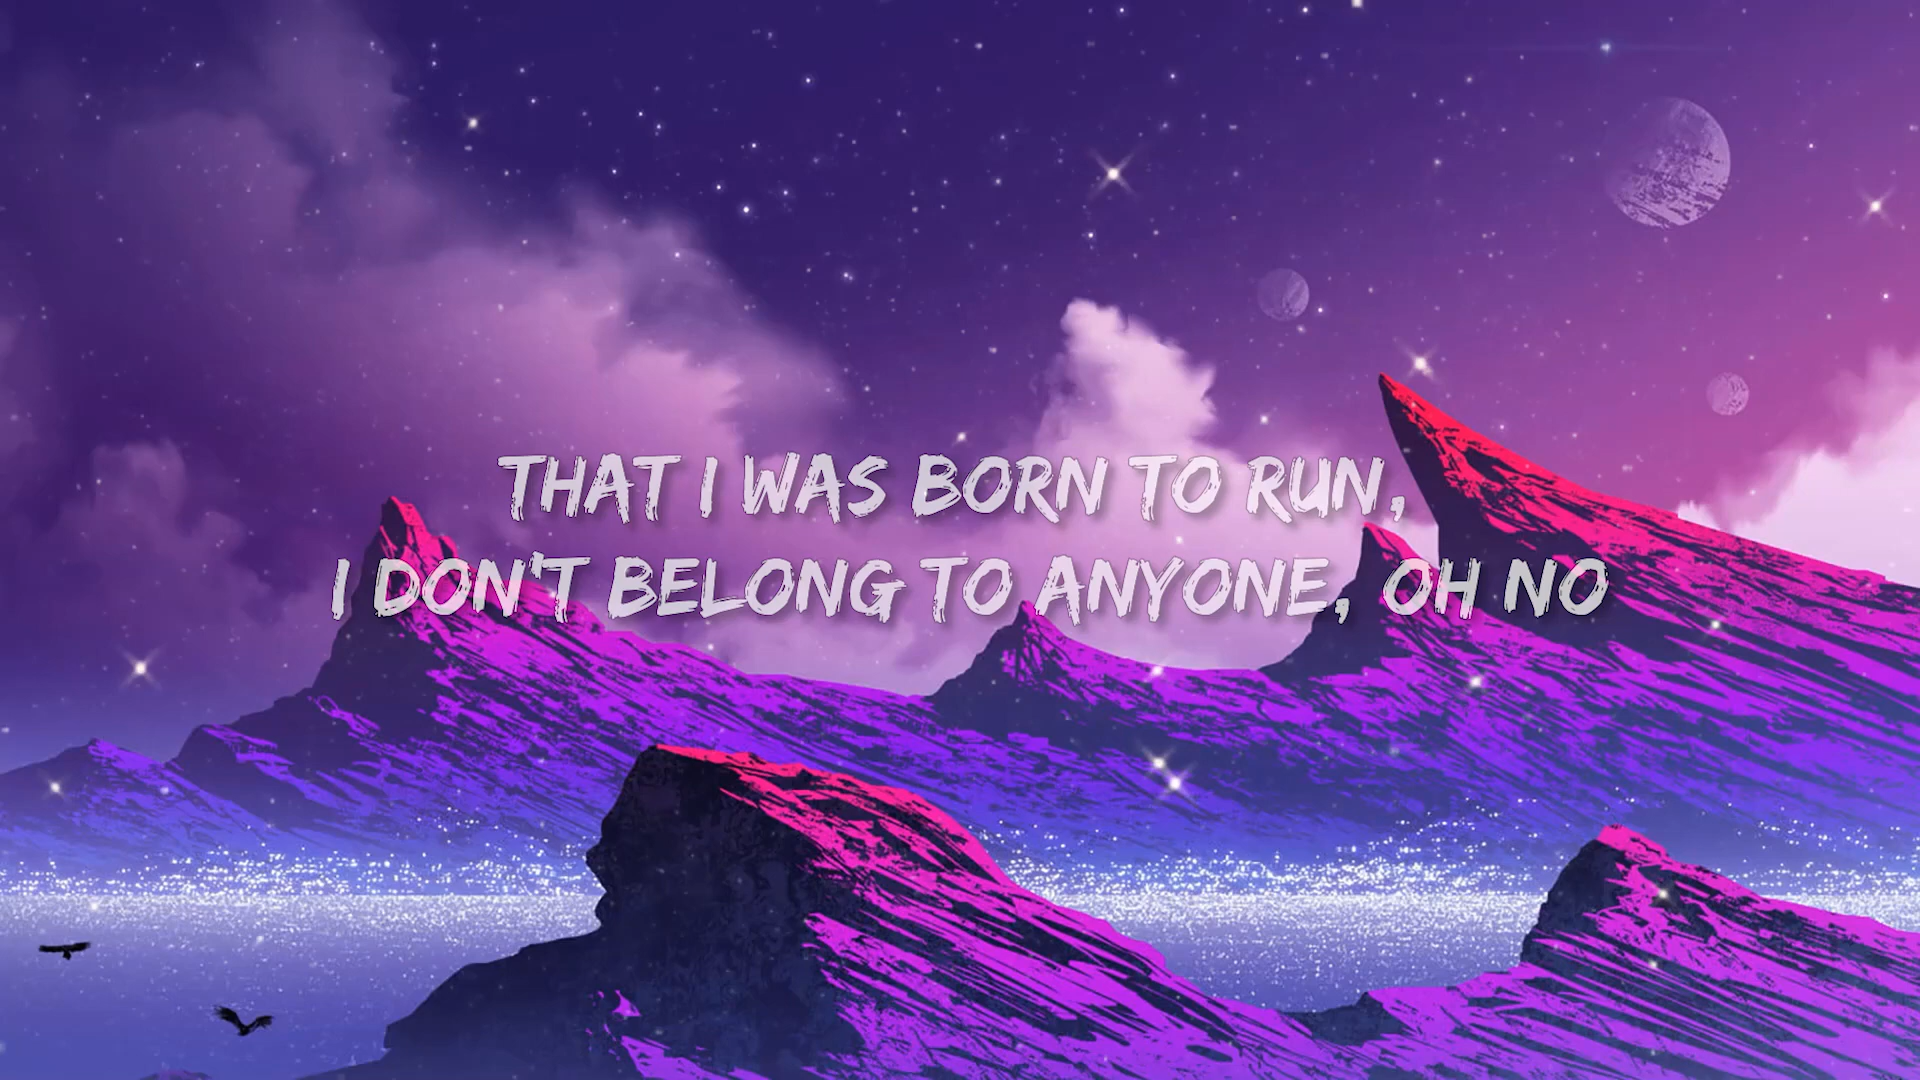 THAT I WAS BORN TO RUN,
I DON'T BELONG TO ANYONE, OH NO